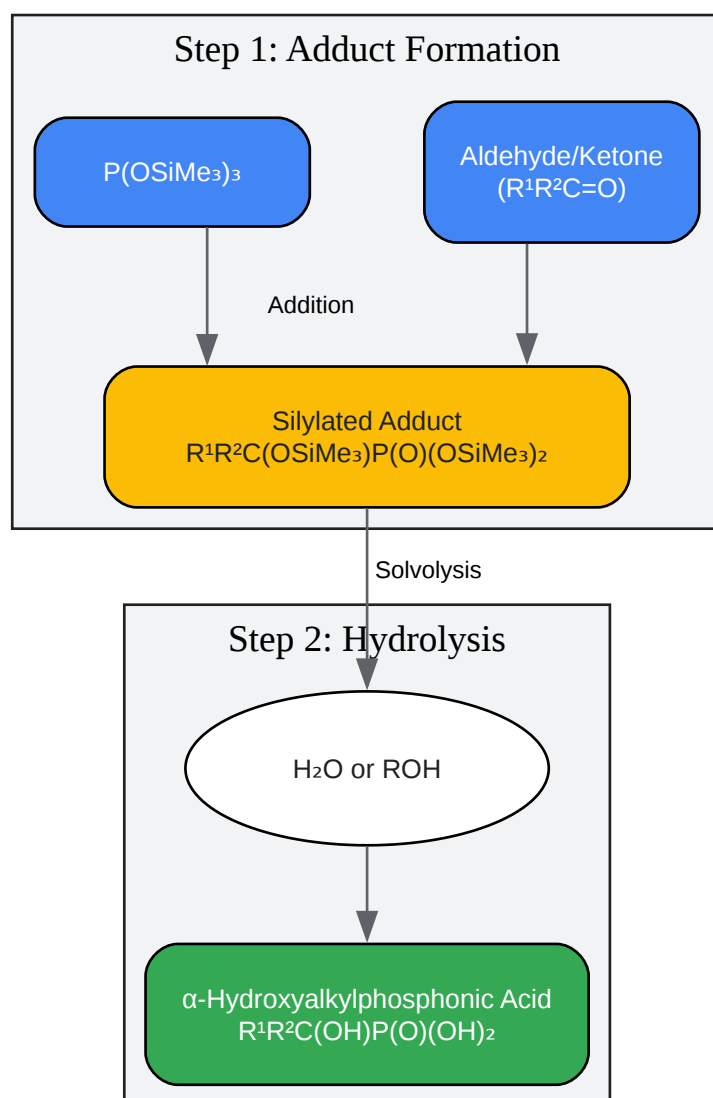 Step 1: Adduct Formation
P(OSiMe₃)₃
Aldehyde/Ketone
(R¹R²C=O)
Addition
Silylated Adduct
R¹R²C(OSiMe₃)P(O)(OSiMe₃)₂
Solvolysis
Step 2: Hydrolysis
H₂O or ROH
α-Hydroxyalkylphosphonic Acid
R¹R²C(OH)P(O)(OH)₂